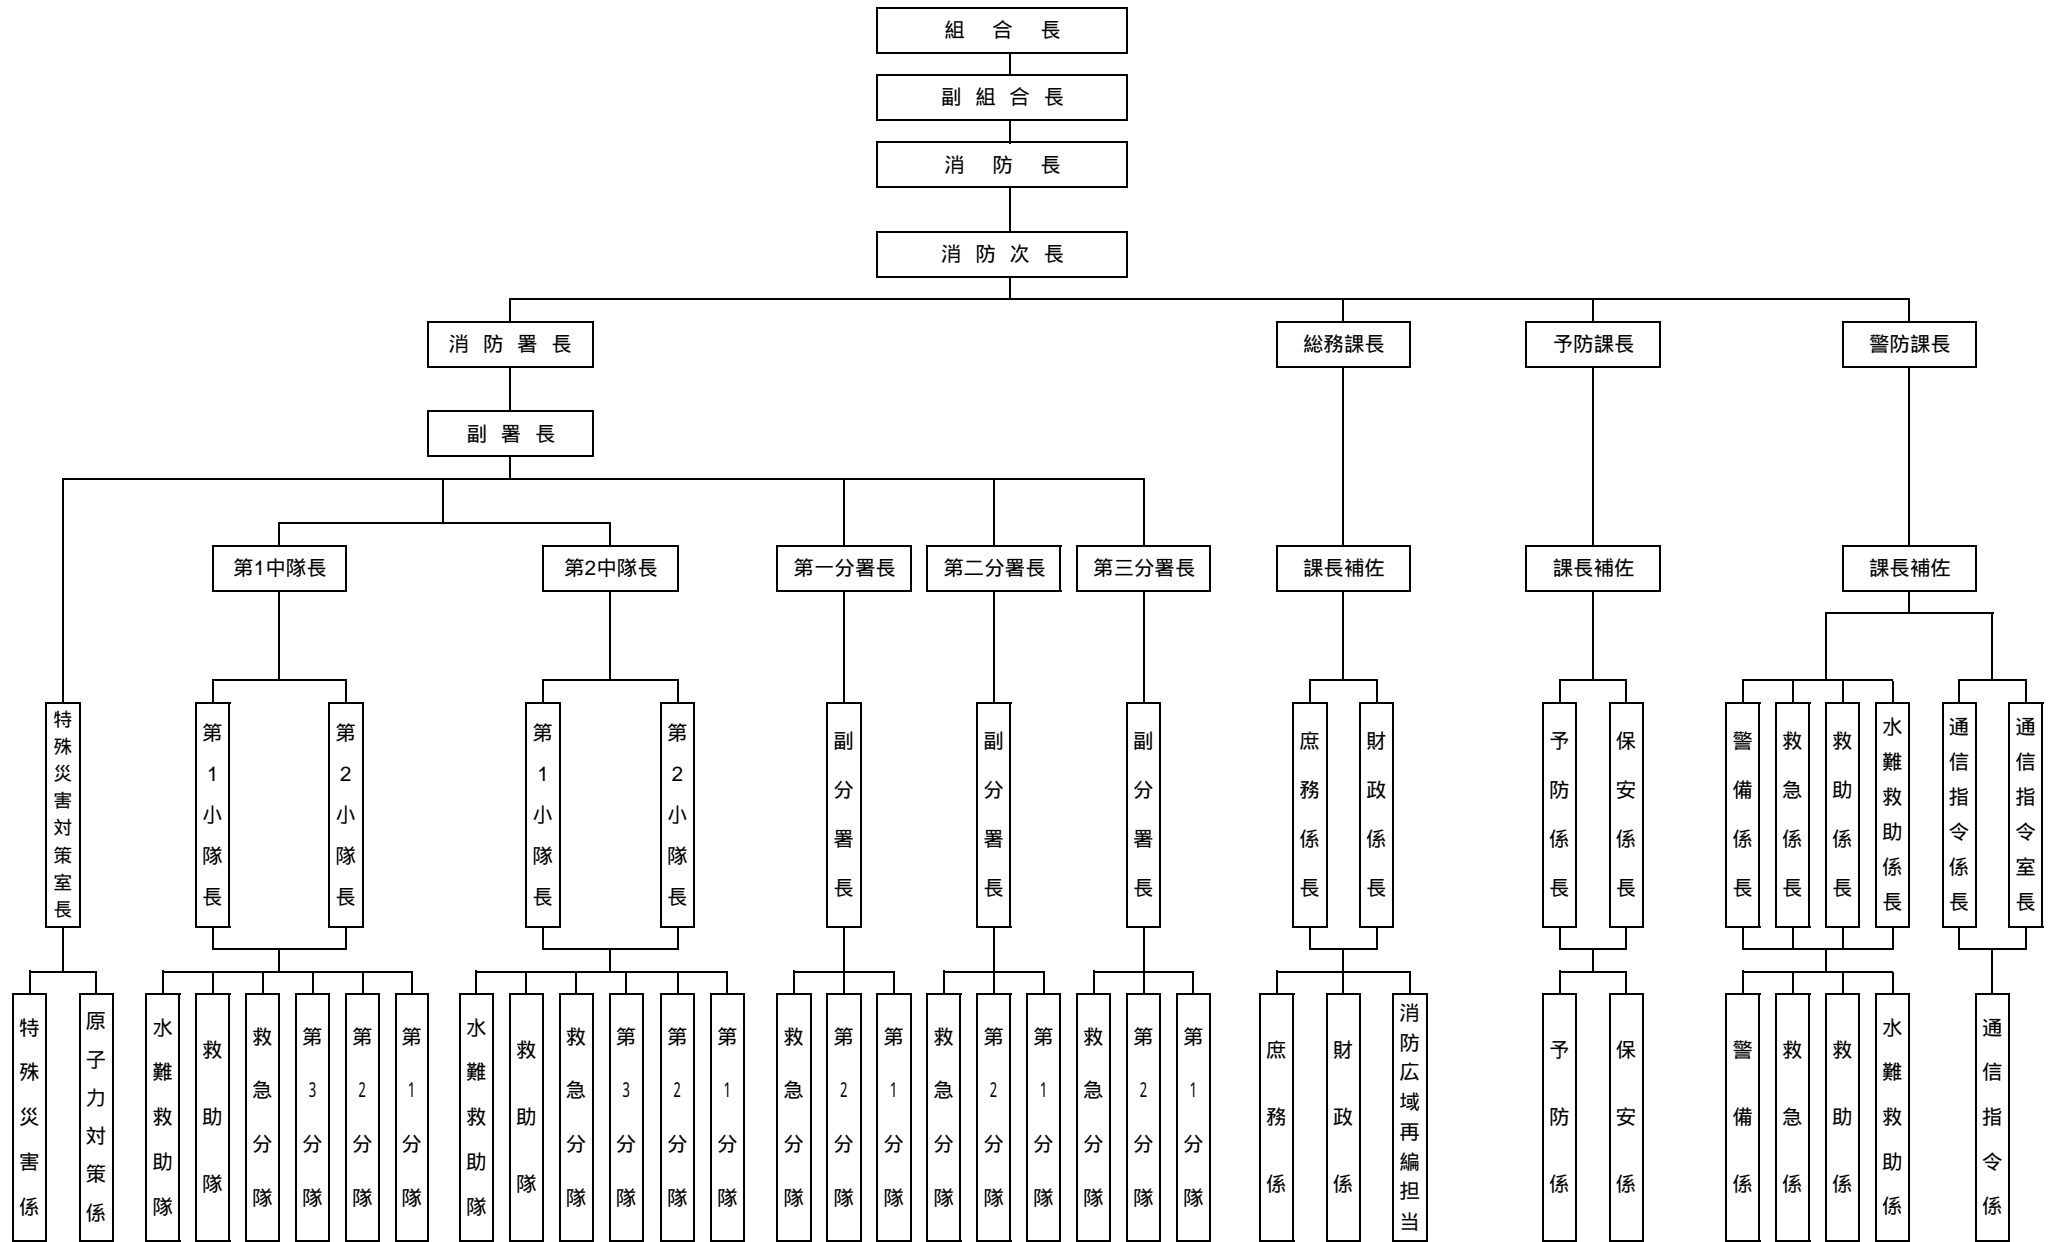 組合長
副組合長
消防長
消防次長
消防署長
総務課長
予防課長
警防課長
副署長
第1中隊長
第2中隊長
第一分署長
第二分署長
第三分署長
課長補佐
課長補佐
課長補佐
特殊災害対策室長
第1小隊長
第2小隊長
第1小隊長
第2小隊長
副分署長
副分署長
副分署長
庶務係長
財政係長
予防係長
保安係長
警備係長
救急係長
救助係長
水難救助係長
通信指令係長
通信指令室長
特殊災害係
原子力対策係
水難救助隊
救助隊
救急分隊
第3分隊
第2分隊
第1分隊
水難救助隊
救助隊
救急分隊
第3分隊
第2分隊
第1分隊
救急分隊
第2分隊
第1分隊
救急分隊
第2分隊
第1分隊
救急分隊
第2分隊
第1分隊
庶務係
財政係
消防広域再編担当
予防係
保安係
警備係
救急係
救助係
水難救助係
通信指令係